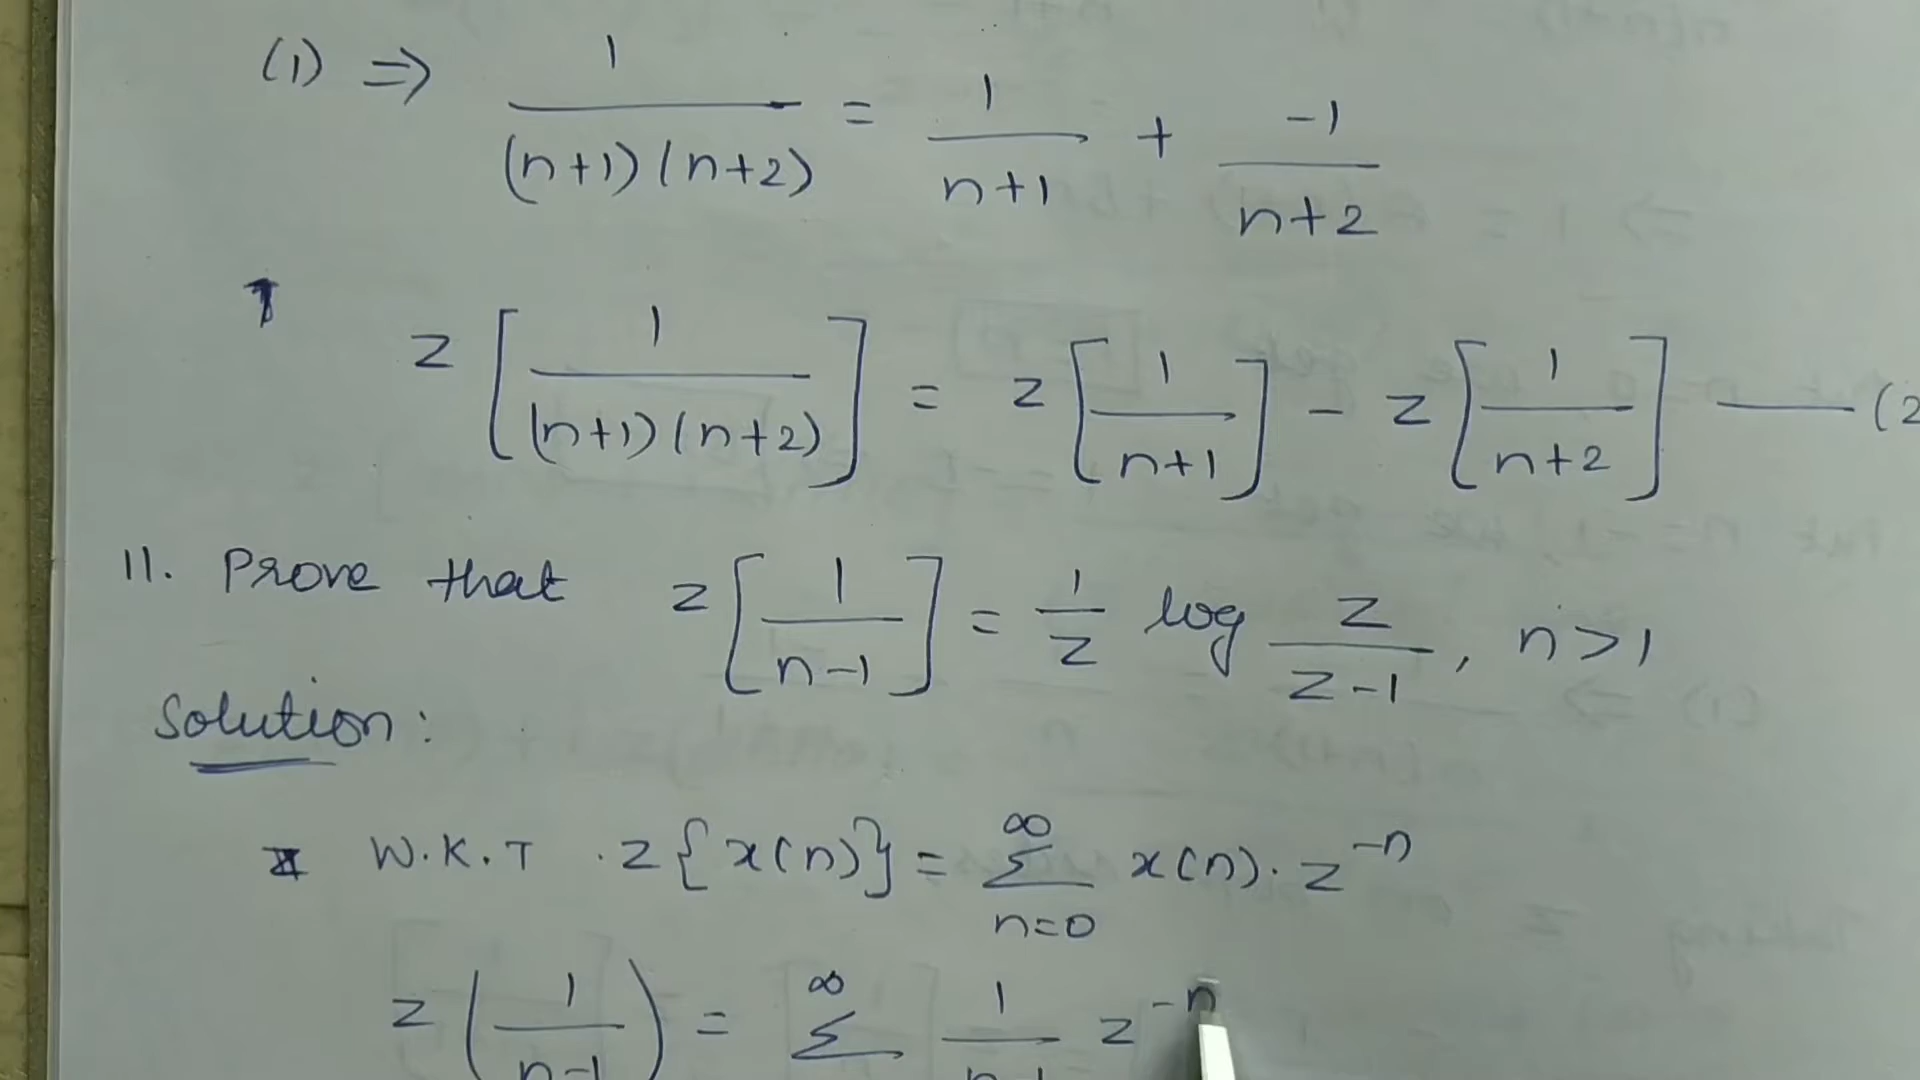 (1) ⇒ 1/((n+1)(n+2)) = 1/(n+1) + -1/(n+2)
z[1/((n+1)(n+2))] = z[1/(n+1)] - z[1/(n+2)] —— (2
11. Prove that z[1/(n-1)] = 1/z log z/(z-1), n>1
Solution:
W.K.T z{x(n)} = ∞ Σ n=0 x(n). z^-n
z(1/(n-1)) = ∞ Σ 1/(n-1) z^-n